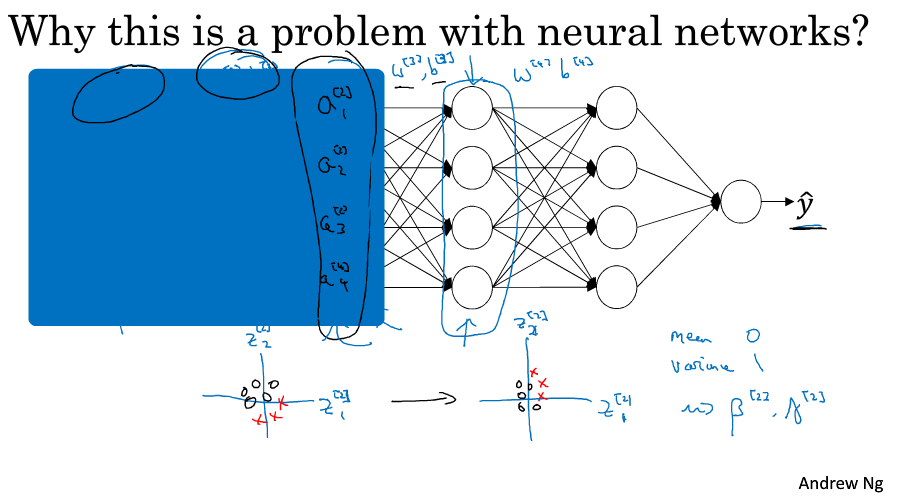 Why this is a problem with neural networks?
w[3], b[3]
w[4] b[4]
a1[2]
a2[2]
a3[2]
a4[2]
ŷ
z2[2]
z1[2]
z2[2]
z1[2]
mean 0
variance 1
β[2], γ[2]
Andrew Ng